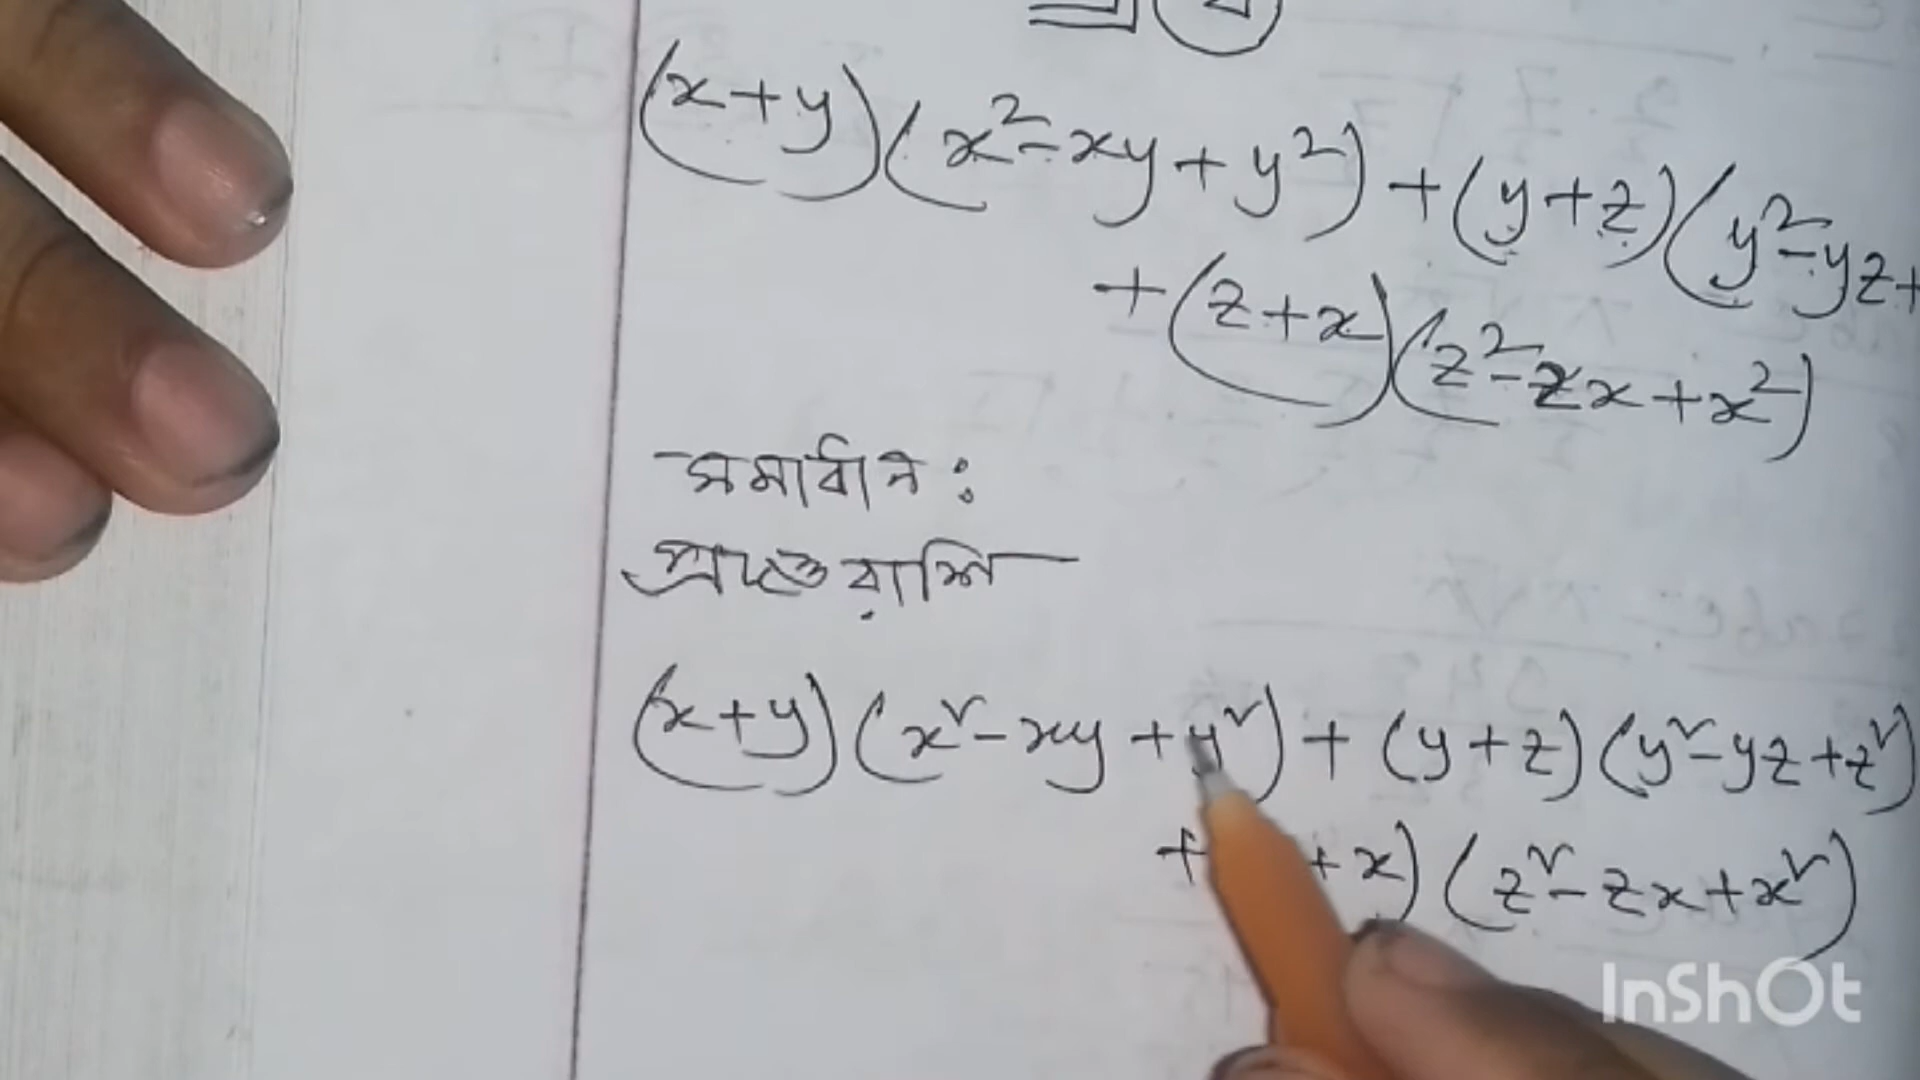 (x+y)(x²-xy+y²)+(y+z)(y²-yz+
+(z+x)(z²-zx+x²)
সমাধান:
প্রদত্ত রাশি
(x+y)(x²-xy+y²)+(y+z)(y²-yz+z²)
+ +x)(z²-zx+x²)
InShOt